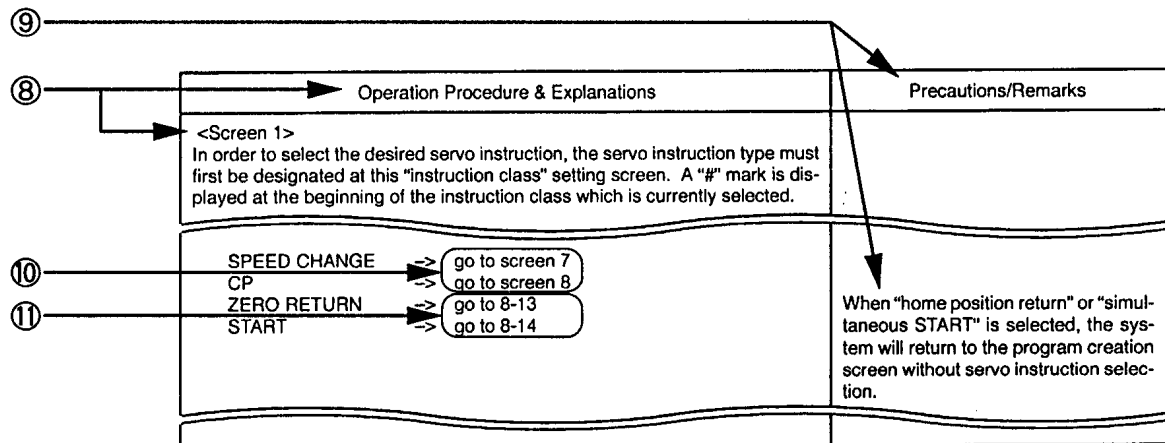 ⑨
⑧
Operation Procedure & Explanations
Precautions/Remarks
<Screen 1>
In order to select the desired servo instruction, the servo instruction type must
first be designated at this "instruction class" setting screen. A "#" mark is dis-
played at the beginning of the instruction class which is currently selected.
SPEED CHANGE -> go to screen 7
⑩
CP -> go to screen 8
ZERO RETURN -> go to 8-13
⑪
START -> go to 8-14
When "home position return" or "simul-
taneous START" is selected, the sys-
tem will return to the program creation
screen without servo instruction selec-
tion.